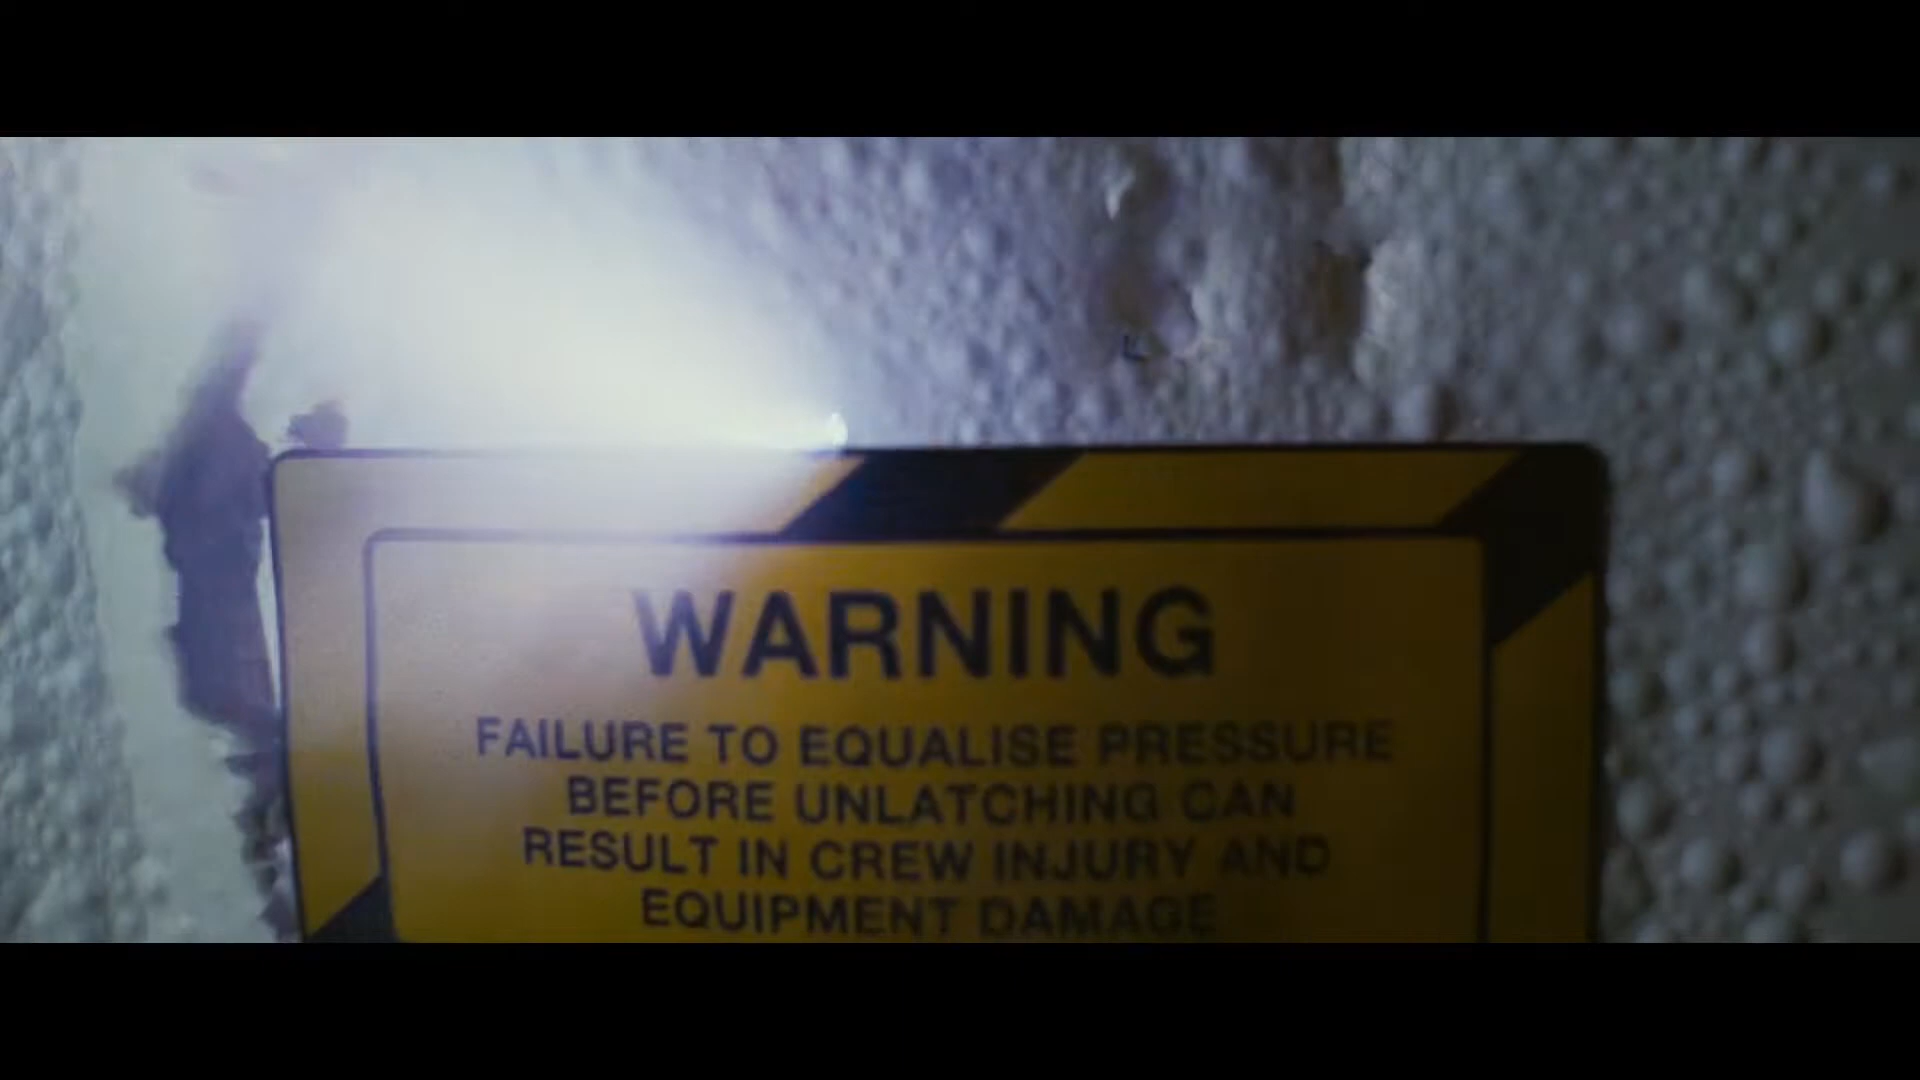 WARNING
FAILURE TO EQUALISE PRESSURE
BEFORE UNLATCHING CAN
RESULT IN CREW INJURY AND
EQUIPMENT DAMAGE